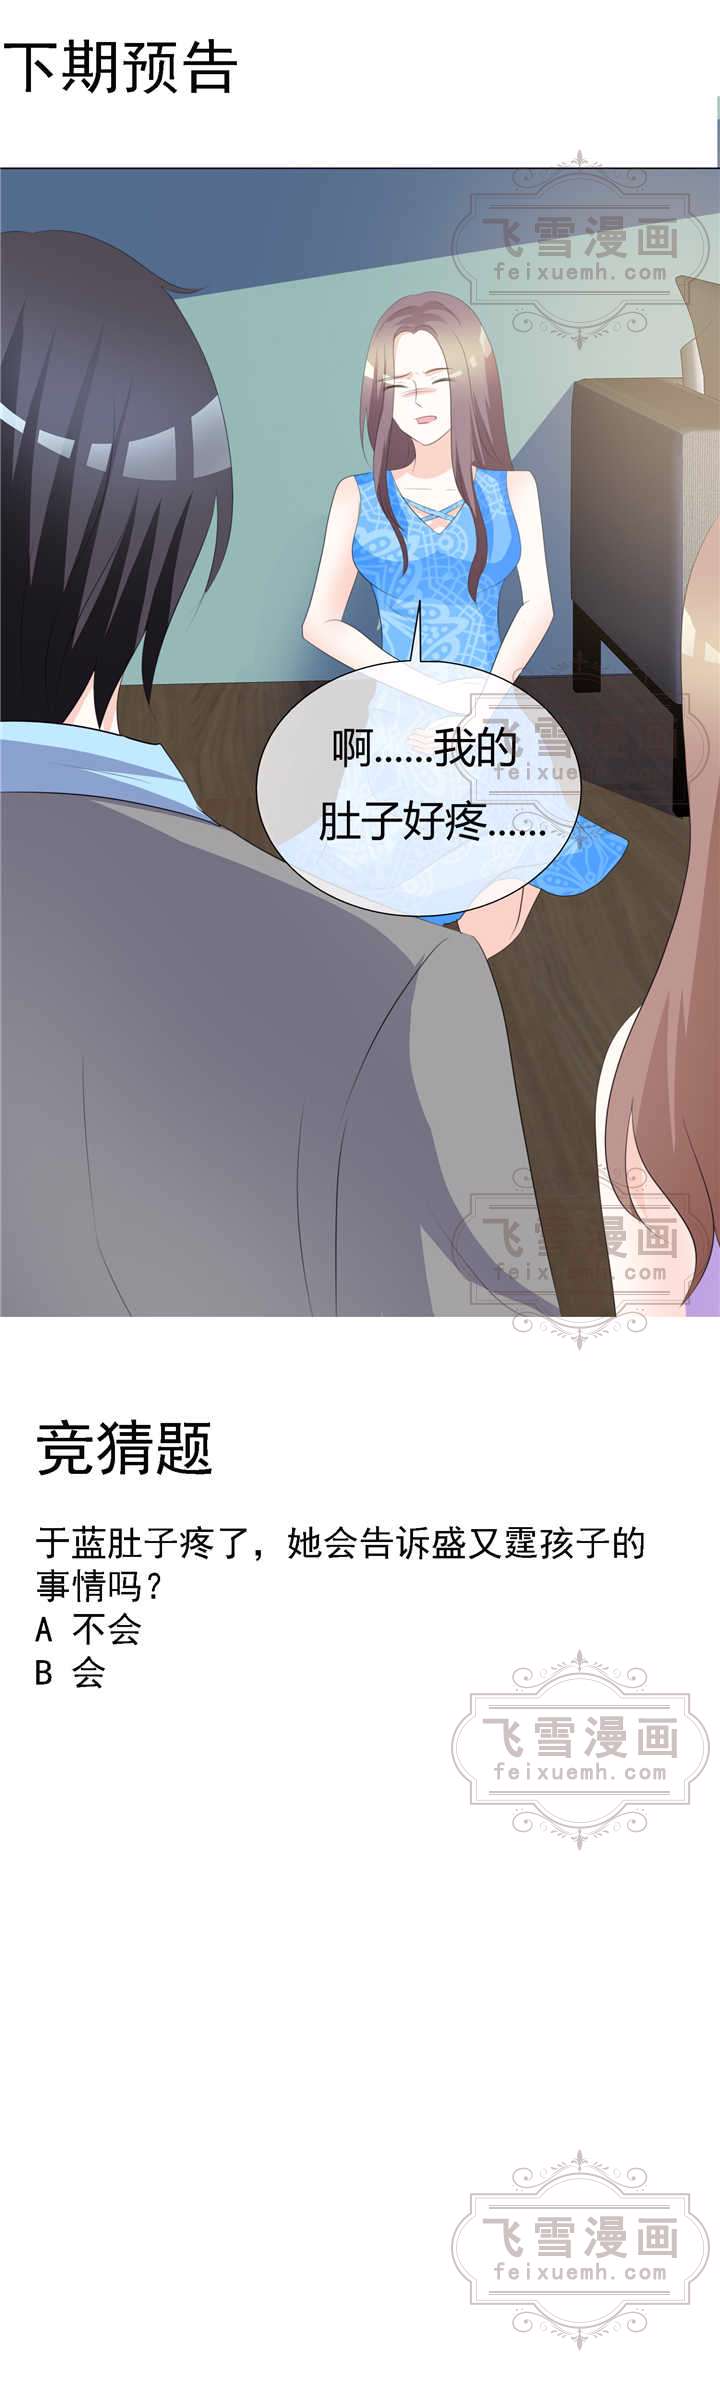 下期预告
飞雪漫画
feixuemh.com
啊......我的
肚子好疼......
飞雪漫画
feixuemh.com
飞雪漫画
feixuemh.com
竞猜题
于蓝肚子疼了，她会告诉盛又霆孩子的
事情吗？
A 不会
B 会
飞雪漫画
feixuemh.com
飞雪漫画
feixuemh.com